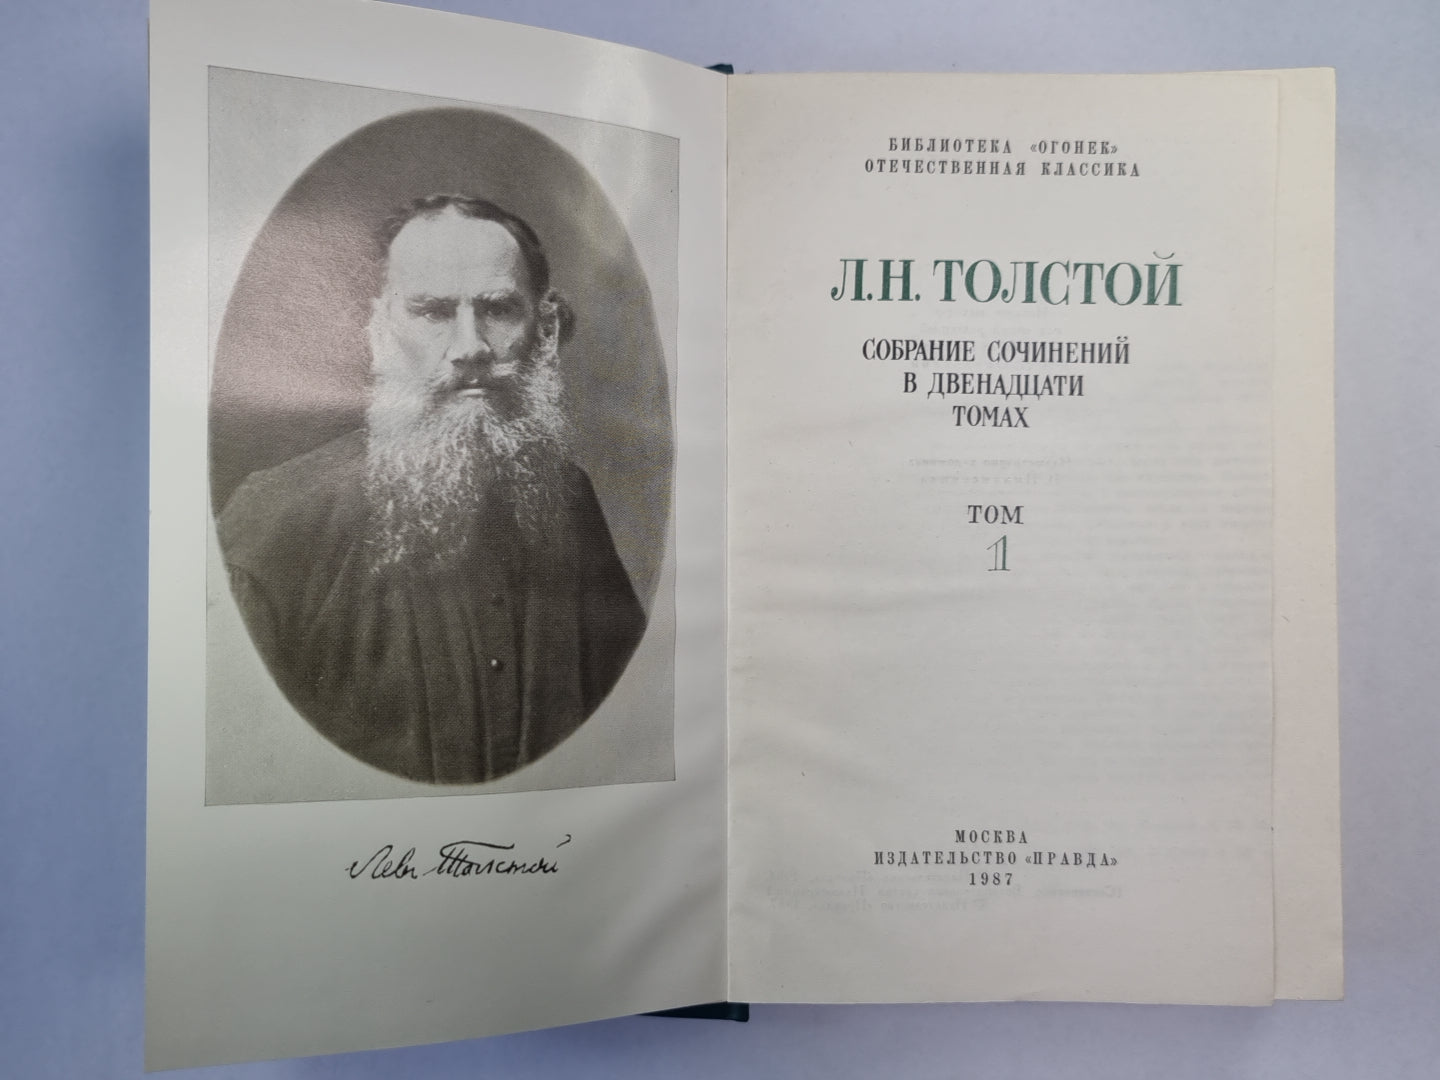 Левъ Толстой
БИБЛИОТЕКА «ОГОНЕК»
ОТЕЧЕСТВЕННАЯ КЛАССИКА
Л.Н. ТОЛСТОЙ
СОБРАНИЕ СОЧИНЕНИЙ
В ДВЕНАДЦАТИ
ТОМАХ
ТОМ
1
МОСКВА
ИЗДАТЕЛЬСТВО «ПРАВДА»
1987